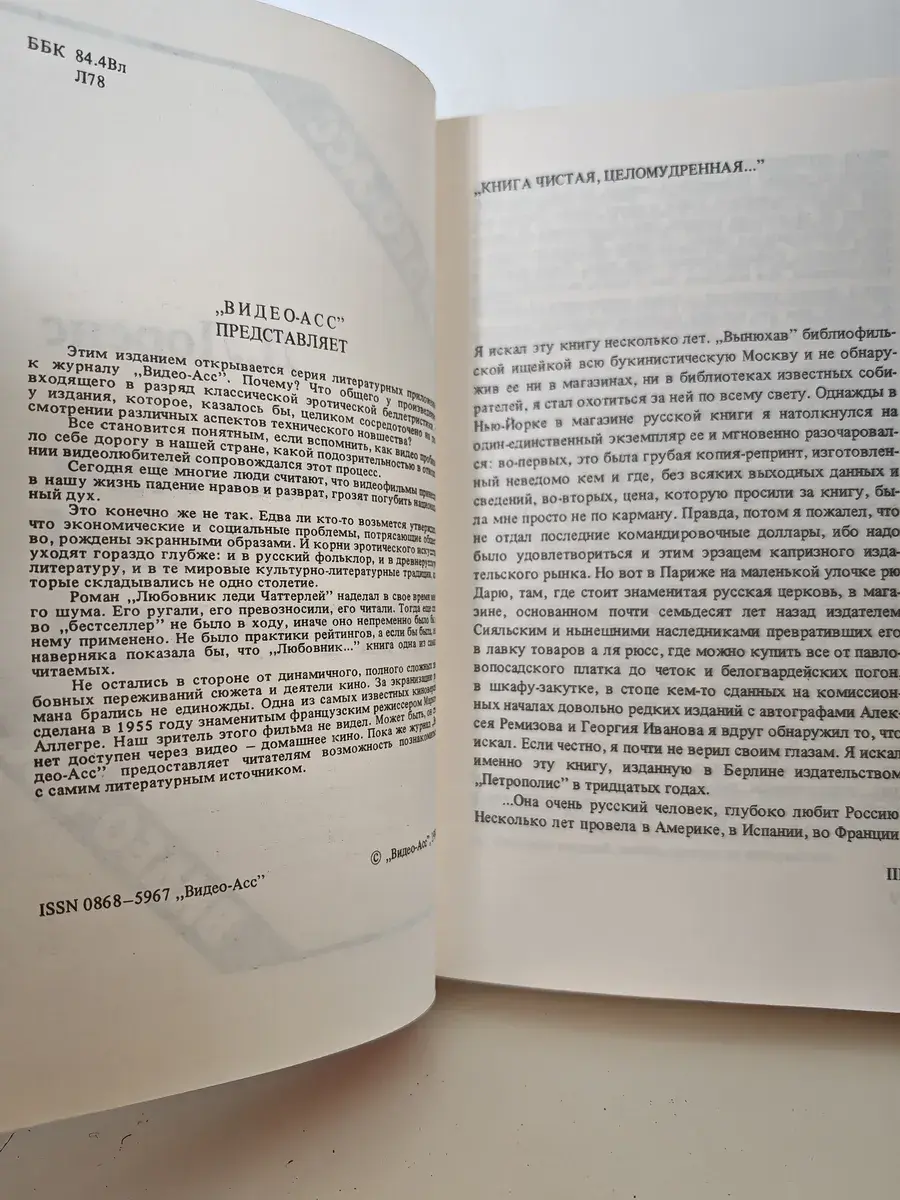 ББК 84.4Вл
Л78
„ВИДЕО-АСС”
ПРЕДСТАВЛЯЕТ
Этим изданием открывается серия литературных
к журналу „Видео-Асс”. Почему? Что общего у
входящего в разряд классической эротической беллетристики
у издания, которое, казалось бы, целиком сосредоточено
смотрении различных аспектов технического новшества?
Все становится понятным, если вспомнить, как видео
ло себе дорогу в нашей стране, какой подозрительностью в
нии видеолюбителей сопровождался этот процесс.
Сегодня еще многие люди считают, что видеофильмы
в нашу жизнь падение нравов и разврат, грозят погубить
ный дух.
Это конечно же не так. Едва ли кто-то возьмется
что экономические и социальные проблемы, потрясающие
во, рождены экранными образами. И корни эротического
уходят гораздо глубже: и в русский фольклор, и в
литературу, и в те мировые культурно-литературные
торые складывались не одно столетие.
Роман „Любовник леди Чаттерлей” наделал в свое время
го шума. Его ругали, его превозносили, его читали. Тогда еще
во „бестселлер” не было в ходу, иначе оно непременно было
нему применено. Не было практики рейтингов, а если бы
наверняка показала бы, что „Любовник...” книга одна из
читаемых.
Не остались в стороне от динамичного, полного сложных
бовных переживаний сюжета и деятели кино. За экранизацию
мана брались не единожды. Одна из самых известных
сделана в 1955 году знаменитым французским режиссером
Аллегре. Наш зритель этого фильма не видел. Может быть,
нет доступен через видео – домашнее кино. Пока же журнал
део-Асс” предоставляет читателям возможность
с самим литературным источником.
© „Видео-Асс”,
ISSN 0868–5967 „Видео-Асс”
„КНИГА ЧИСТАЯ, ЦЕЛОМУДРЕННАЯ...”
Я искал эту книгу несколько лет. „Вынюхав” библиофиль-
ской ищейкой всю букинистическую Москву и не обнару-
жив ее ни в магазинах, ни в библиотеках известных соби-
рателей, я стал охотиться за ней по всему свету. Однажды в
Нью-Йорке в магазине русской книги я натолкнулся на
один-единственный экземпляр ее и мгновенно разочаровал-
ся: во-первых, это была грубая копия-репринт, изготовлен-
ный неведомо кем и где, без всяких выходных данных и
сведений, во-вторых, цена, которую просили за книгу, бы-
ла мне просто не по карману. Правда, потом я пожалел, что
не отдал последние командировочные доллары, ибо надо
было удовлетвориться и этим эрзацем капризного изда-
тельского рынка. Но вот в Париже на маленькой улочке рю
Дарю, там, где стоит знаменитая русская церковь, в мага-
зине, основанном почти семьдесят лет назад издателем
Сияльским и нынешними наследниками превративших его
в лавку товаров а ля рюсс, где можно купить все от павло-
вопосадского платка до четок и белогвардейских погон,
в шкафу-закутке, в стопе кем-то сданных на комиссион-
ных началах довольно редких изданий с автографами Алек-
сея Ремизова и Георгия Иванова я вдруг обнаружил то, что
искал. Если честно, я почти не верил своим глазам. Я искал
именно эту книгу, изданную в Берлине издательством
„Петрополис” в тридцатых годах.
...Она очень русский человек, глубоко любит Россию.
Несколько лет провела в Америке, в Испании, во Франции